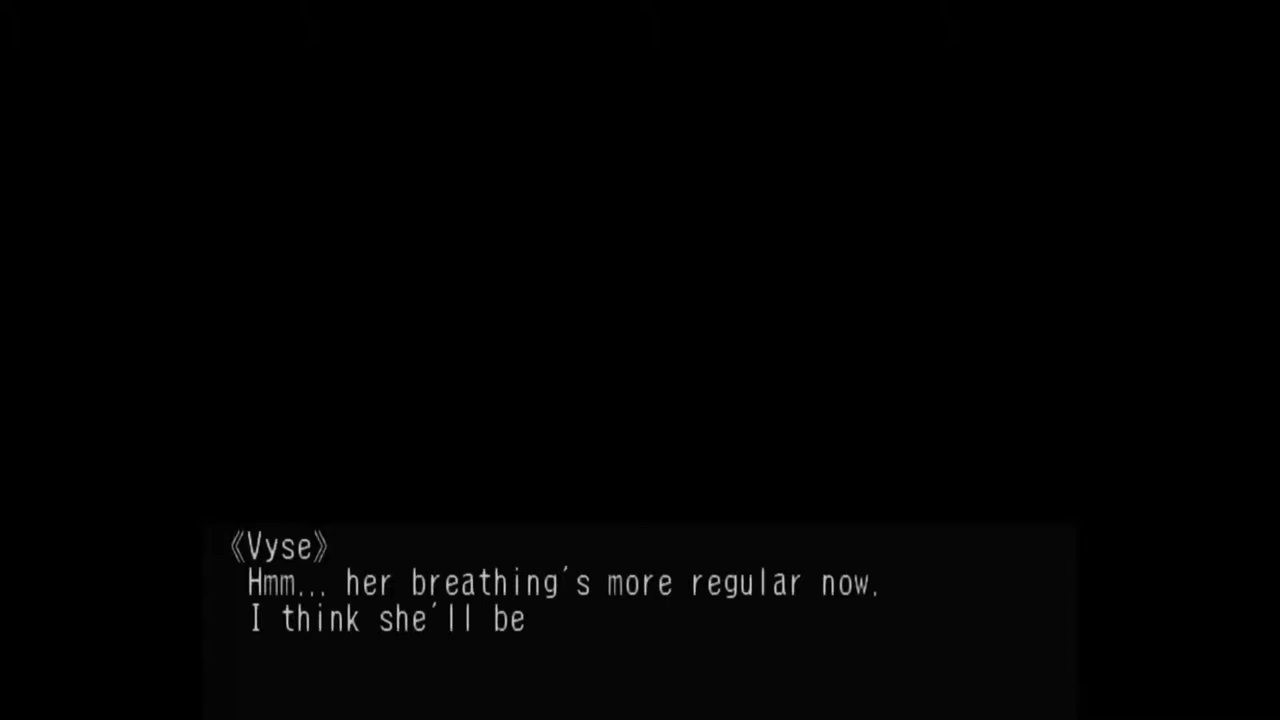 《Vyse》
Hmm... her breathing's more regular now.
I think she'll be